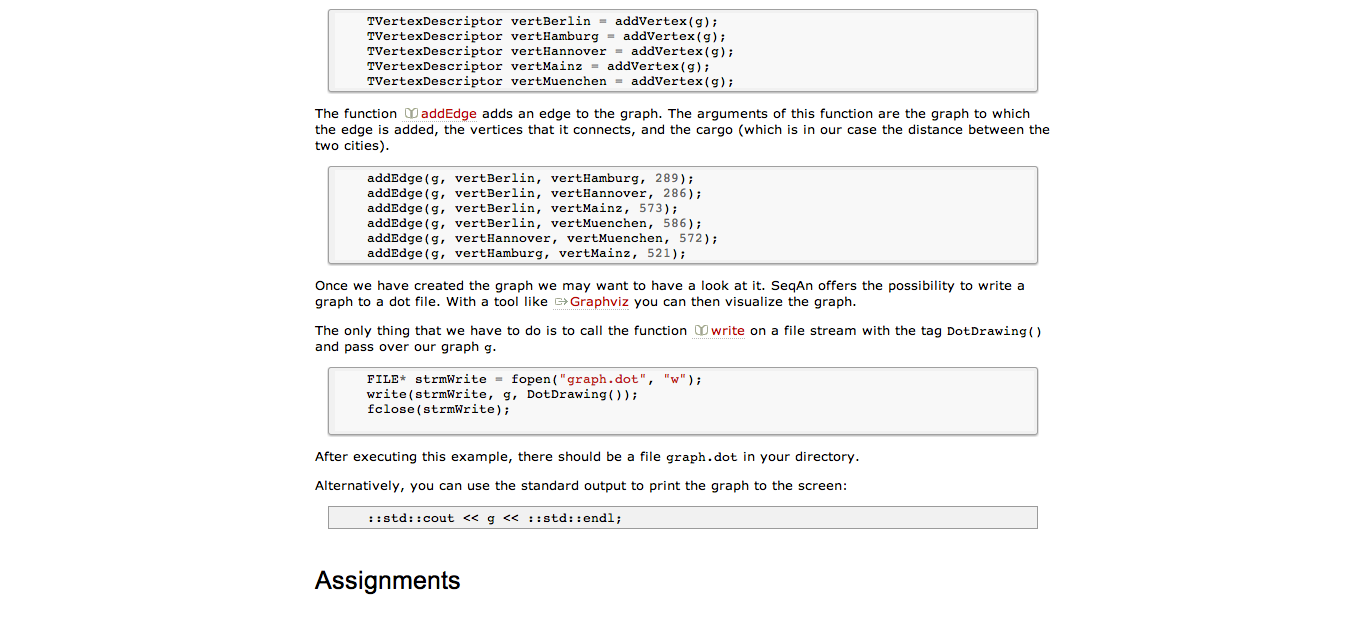 TVertexDescriptor vertBerlin = addVertex(g);
TVertexDescriptor vertHamburg = addVertex(g);
TVertexDescriptor vertHannover = addVertex(g);
TVertexDescriptor vertMainz = addVertex(g);
TVertexDescriptor vertMuenchen = addVertex(g);
The function addEdge adds an edge to the graph. The arguments of this function are the graph to which
the edge is added, the vertices that it connects, and the cargo (which is in our case the distance between the
two cities).
addEdge(g, vertBerlin, vertHamburg, 289);
addEdge(g, vertBerlin, vertHannover, 286);
addEdge(g, vertBerlin, vertMainz, 573);
addEdge(g, vertBerlin, vertMuenchen, 586);
addEdge(g, vertHannover, vertMuenchen, 572);
addEdge(g, vertHamburg, vertMainz, 521);
Once we have created the graph we may want to have a look at it. SeqAn offers the possibility to write a
graph to a dot file. With a tool like Graphviz you can then visualize the graph.
The only thing that we have to do is to call the function write on a file stream with the tag DotDrawing()
and pass over our graph g.
FILE* strmWrite = fopen("graph.dot", "w");
write(strmWrite, g, DotDrawing());
fclose(strmWrite);
After executing this example, there should be a file graph.dot in your directory.
Alternatively, you can use the standard output to print the graph to the screen:
::std::cout << g << ::std::endl;
Assignments